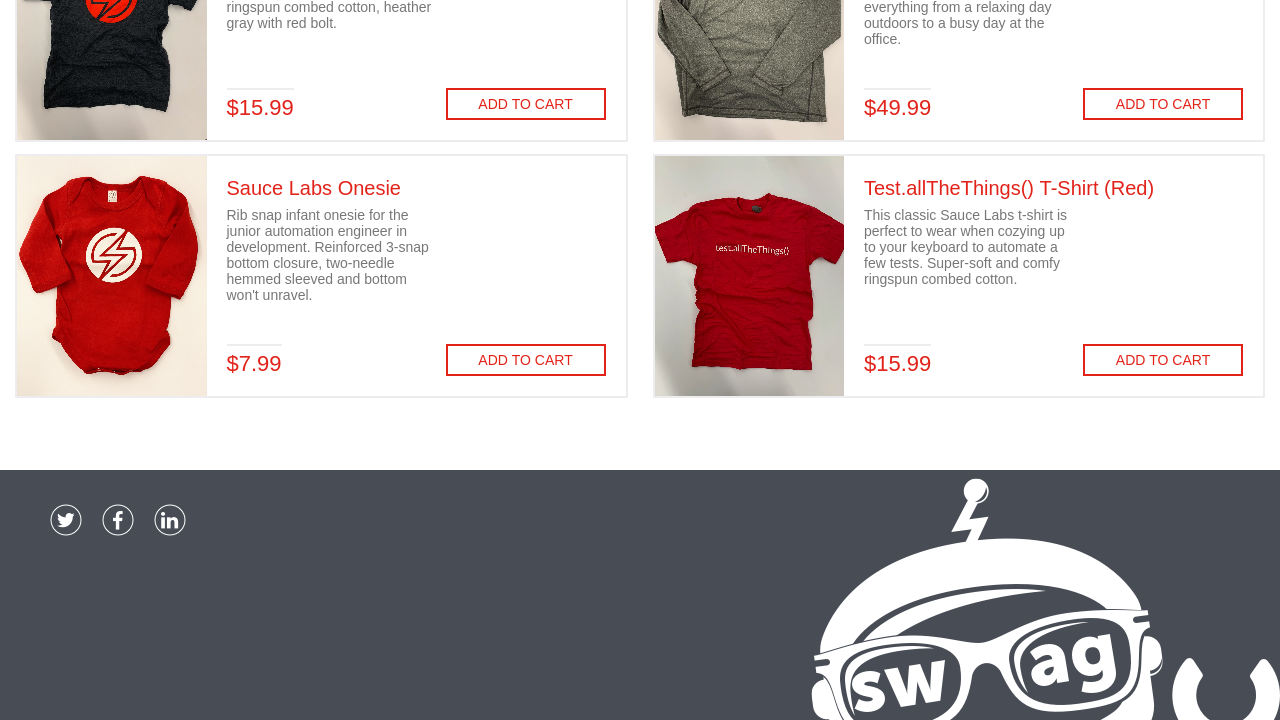 ringspun combed cotton, heather
gray with red bolt.
$15.99
ADD TO CART
everything from a relaxing day
outdoors to a busy day at the
office.
$49.99
ADD TO CART
Sauce Labs Onesie
Rib snap infant onesie for the
junior automation engineer in
development. Reinforced 3-snap
bottom closure, two-needle
hemmed sleeved and bottom
won't unravel.
$7.99
ADD TO CART
test.allTheThings()
Test.allTheThings() T-Shirt (Red)
This classic Sauce Labs t-shirt is
perfect to wear when cozying up
to your keyboard to automate a
few tests. Super-soft and comfy
ringspun combed cotton.
$15.99
ADD TO CART
sw ag